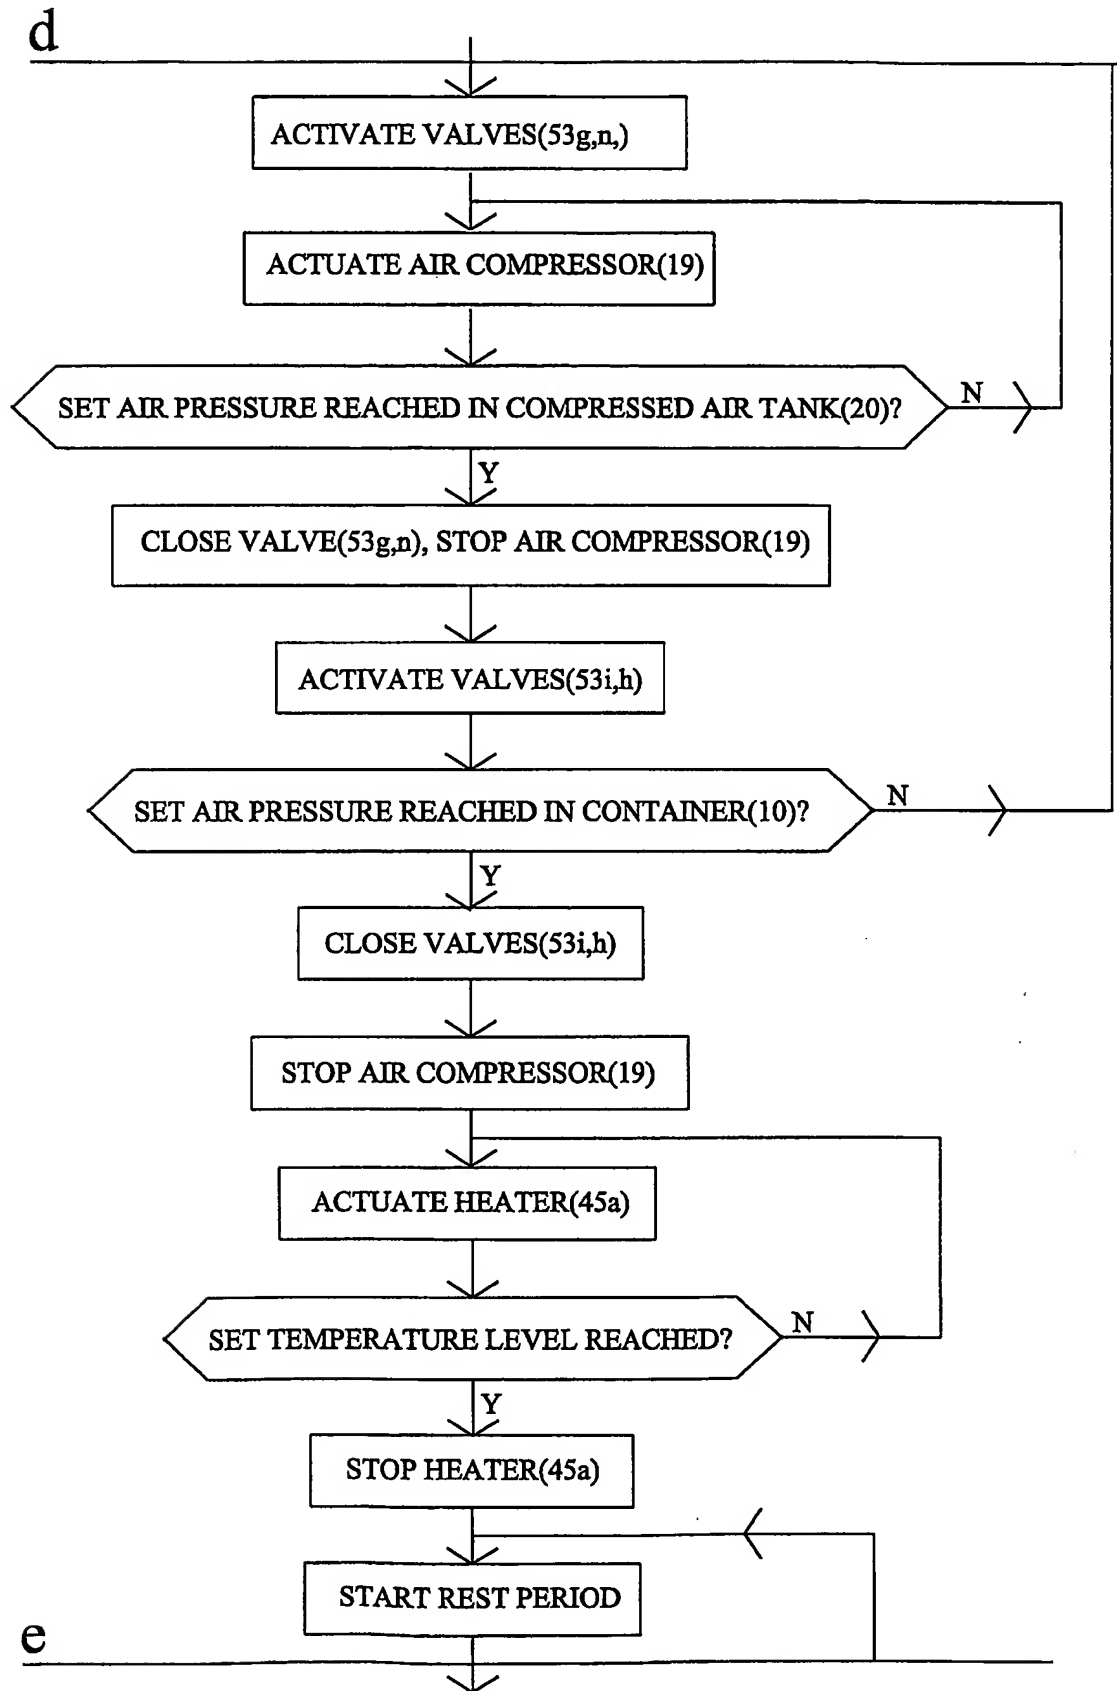 d
ACTIVATE VALVES(53g,n,)
ACTUATE AIR COMPRESSOR(19)
SET AIR PRESSURE REACHED IN COMPRESSED AIR TANK(20)?
N
Y
CLOSE VALVE(53g,n), STOP AIR COMPRESSOR(19)
ACTIVATE VALVES(53i,h)
SET AIR PRESSURE REACHED IN CONTAINER(10)?
N
Y
CLOSE VALVES(53i,h)
STOP AIR COMPRESSOR(19)
ACTUATE HEATER(45a)
SET TEMPERATURE LEVEL REACHED?
N
Y
STOP HEATER(45a)
START REST PERIOD
e